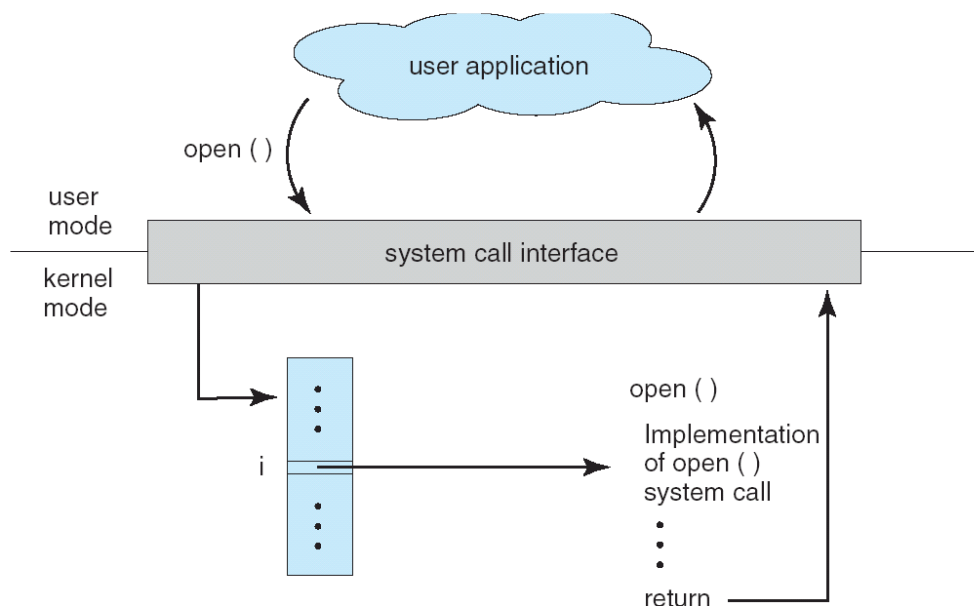 user application
open ( )
user
mode
system call interface
kernel
mode
open ( )
i
Implementation
of open ( )
system call
return